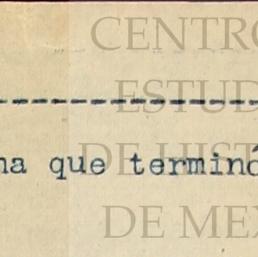 CENTRO
ESTUD
DE HIST
DE MEX
------------------
na que terminó